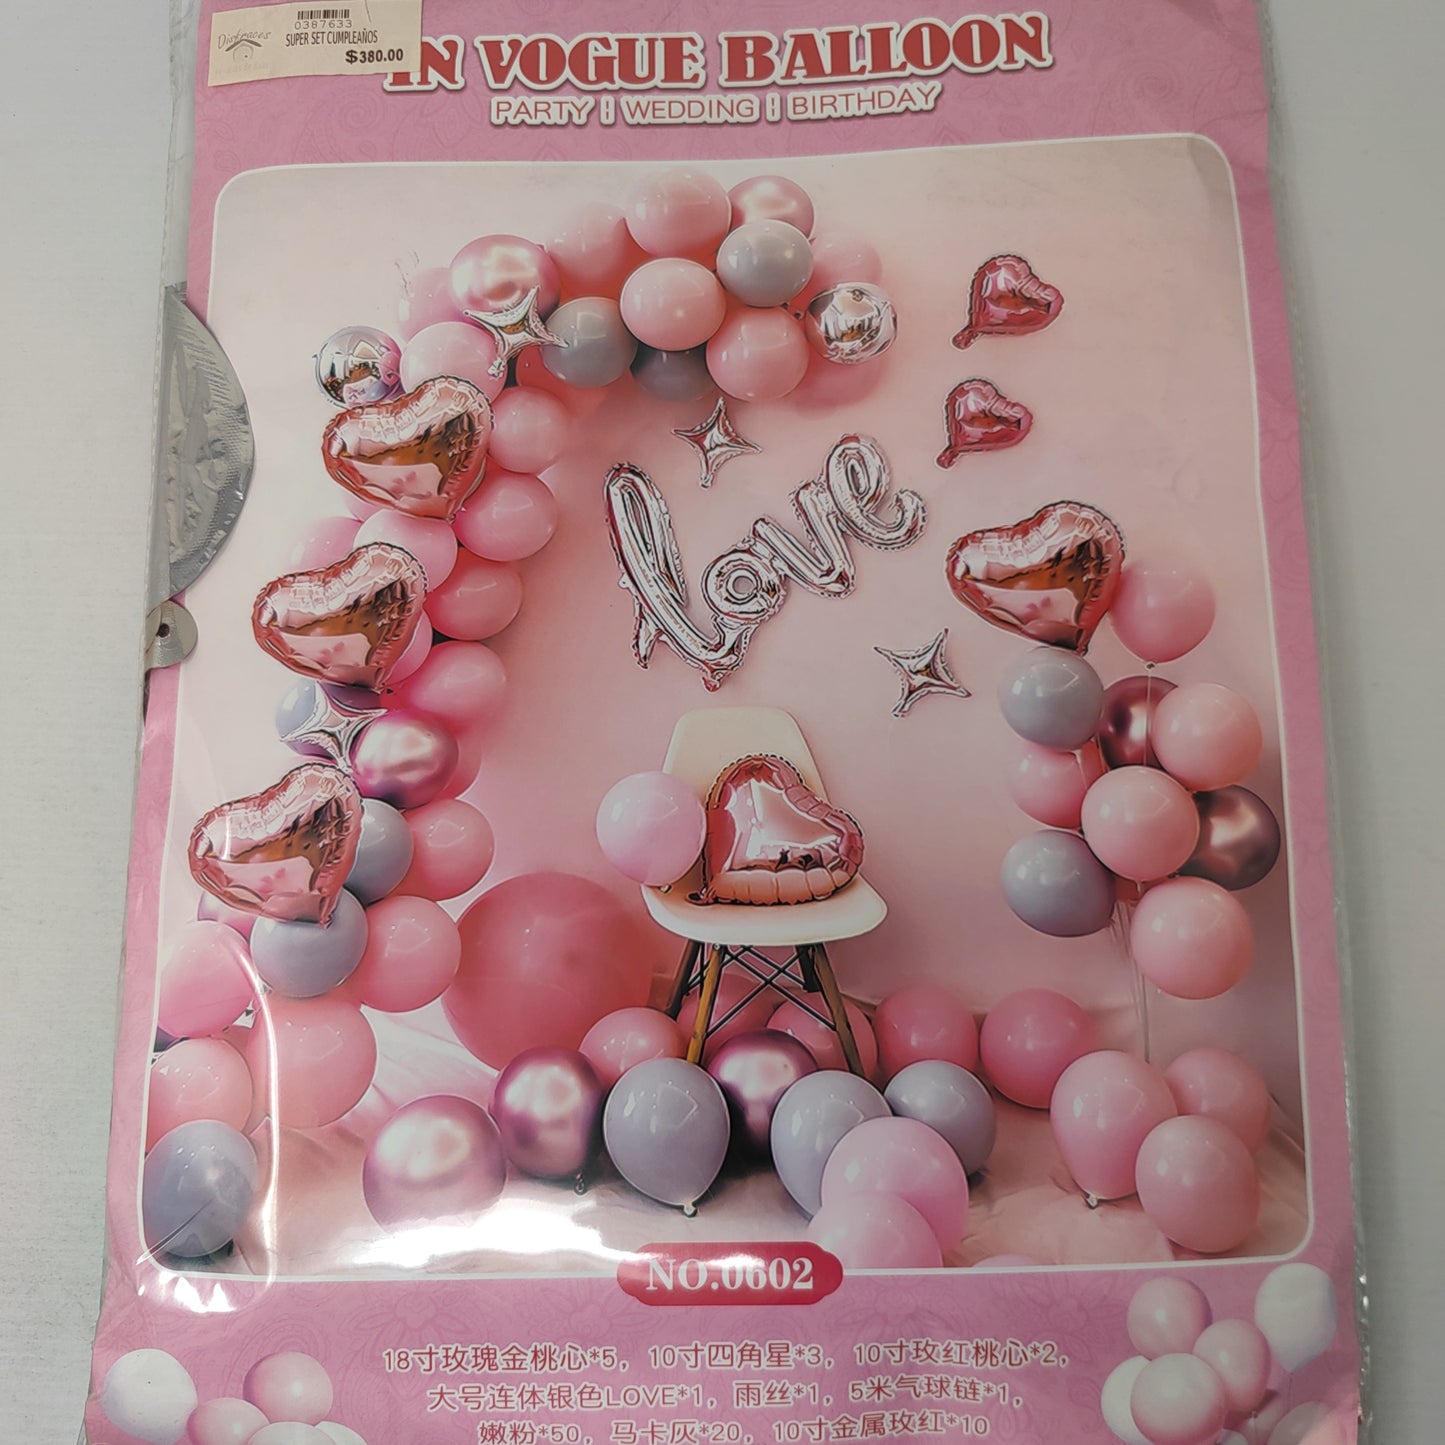 0387633
Disfraces
SUPER SET CUMPLEAÑOS
$380.00
IN VOGUE BALLOON
PARTY | WEDDING | BIRTHDAY
love
NO.0602
18寸玫瑰金桃心*5，10寸四角星*3，10寸玫红桃心*2，
大号连体银色LOVE*1，雨丝*1，5米气球链*1，
嫩粉*50，马卡灰*20，10寸金属玫红*10